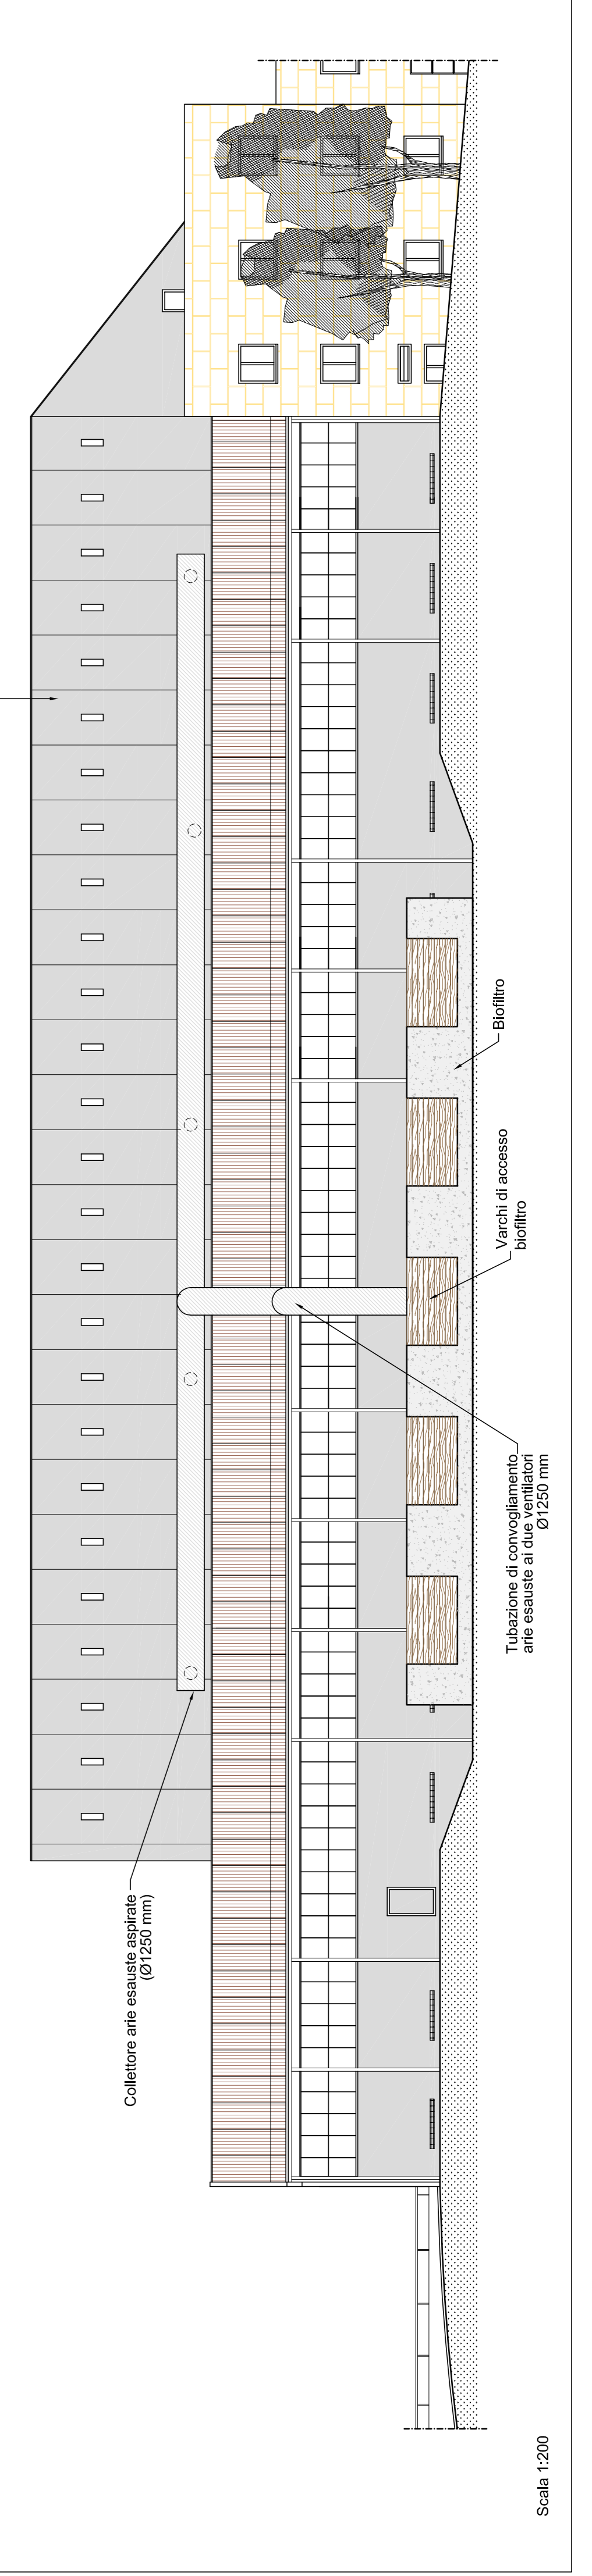 Collettore arie esauste aspirate
(Ø1250 mm)
Tubazione di convogliamento
arie esauste ai due ventilatori
Ø1250 mm
Varchi di accesso
biofiltro
Biofiltro
Scala 1:200